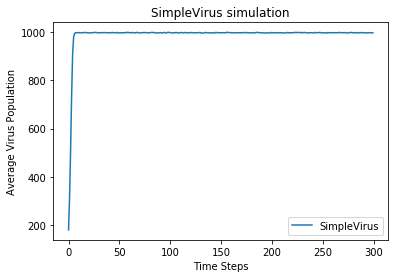 SimpleVirus simulation
1000
800
600
400
200
Average Virus Population
0 50 100 150 200 250 300
Time Steps
SimpleVirus